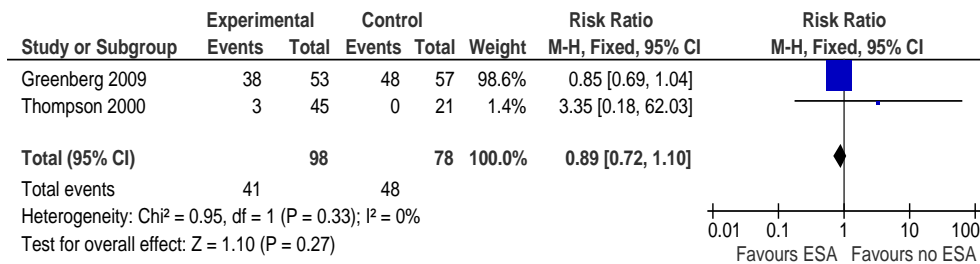 Experimental Control Risk Ratio Risk Ratio
Study or Subgroup Events Total Events Total Weight M-H, Fixed, 95% CI M-H, Fixed, 95% CI
Greenberg 2009 38 53 48 57 98.6% 0.85 [0.69, 1.04]
Thompson 2000 3 45 0 21 1.4% 3.35 [0.18, 62.03]
Total (95% CI) 98 78 100.0% 0.89 [0.72, 1.10]
Total events 41 48
Heterogeneity: Chi² = 0.95, df = 1 (P = 0.33); I² = 0%
Test for overall effect: Z = 1.10 (P = 0.27)
0.01 0.1 1 10 100
Favours ESA Favours no ESA